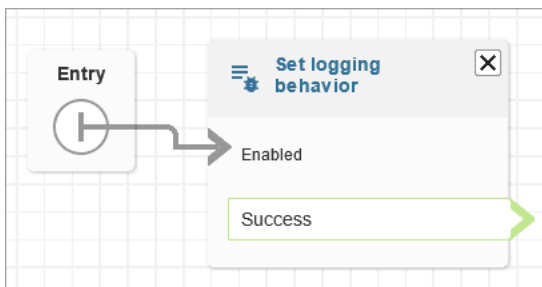 Entry
Set logging
behavior
Enabled
Success